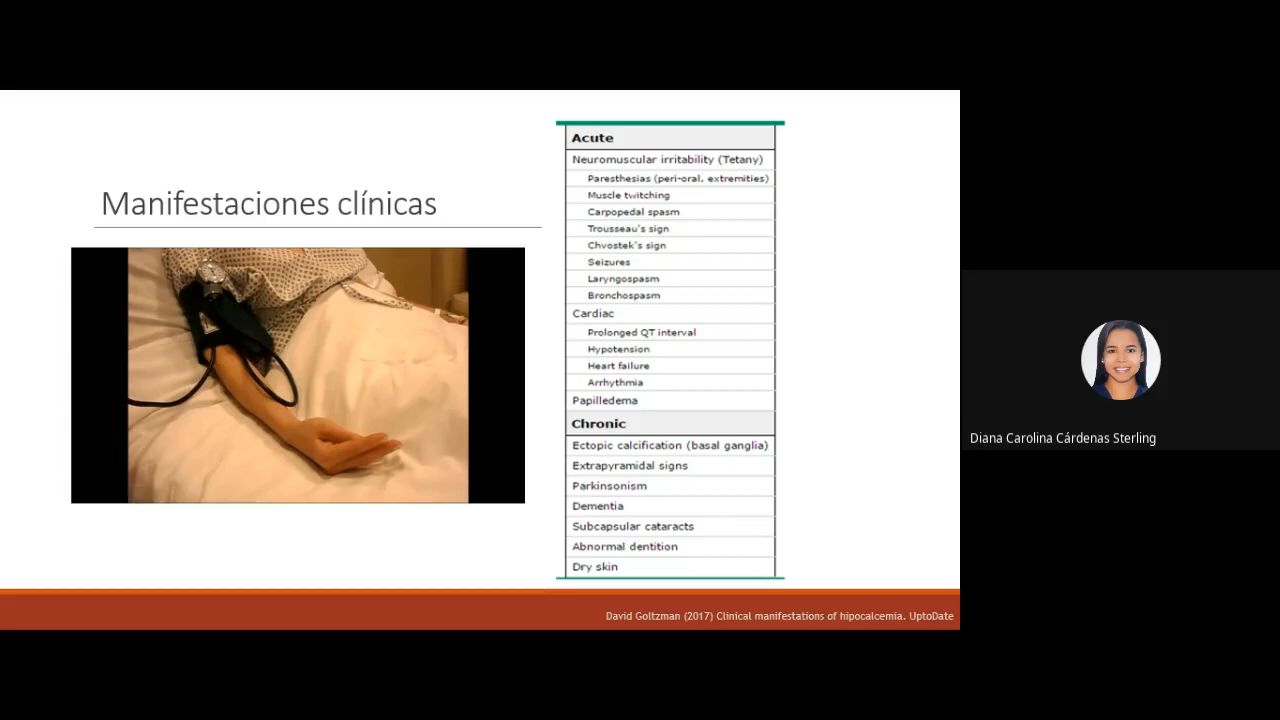 Manifestaciones clínicas
Acute
Neuromuscular irritability (Tetany)
Paresthesias (peri-oral, extremities)
Muscle twitching
Carpopedal spasm
Trousseau's sign
Chvostek's sign
Seizures
Laryngospasm
Bronchospasm
Cardiac
Prolonged QT interval
Hypotension
Heart failure
Arrhythmia
Papilledema
Chronic
Ectopic calcification (basal ganglia)
Extrapyramidal signs
Parkinsonism
Dementia
Subcapsular cataracts
Abnormal dentition
Dry skin
David Goltzman (2017) Clinical manifestations of hipocalcemia. UptoDate
Diana Carolina Cárdenas Sterling